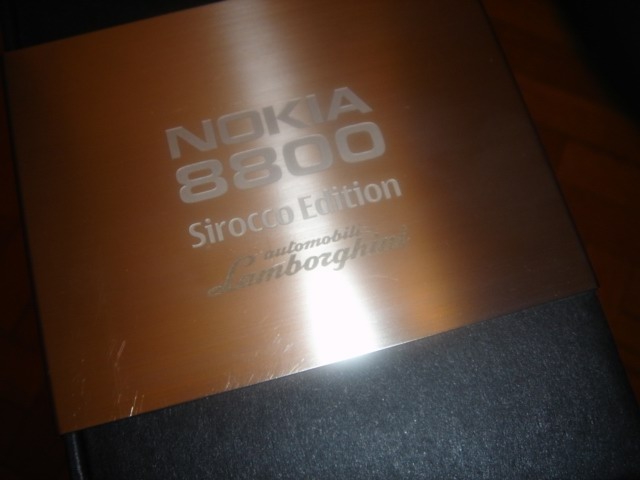 NOKIA
8800
Sirocco Edition
automobili
Lamborghini